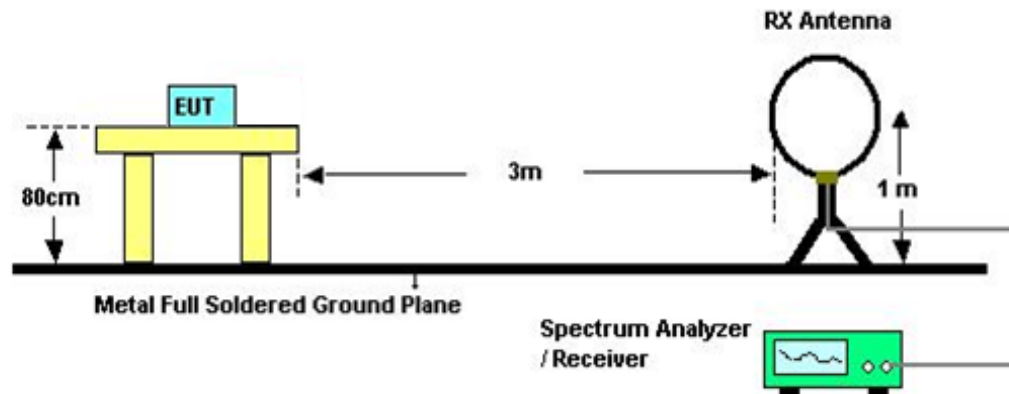 RX Antenna
EUT
80cm
3m
1 m
Metal Full Soldered Ground Plane
Spectrum Analyzer
/ Receiver